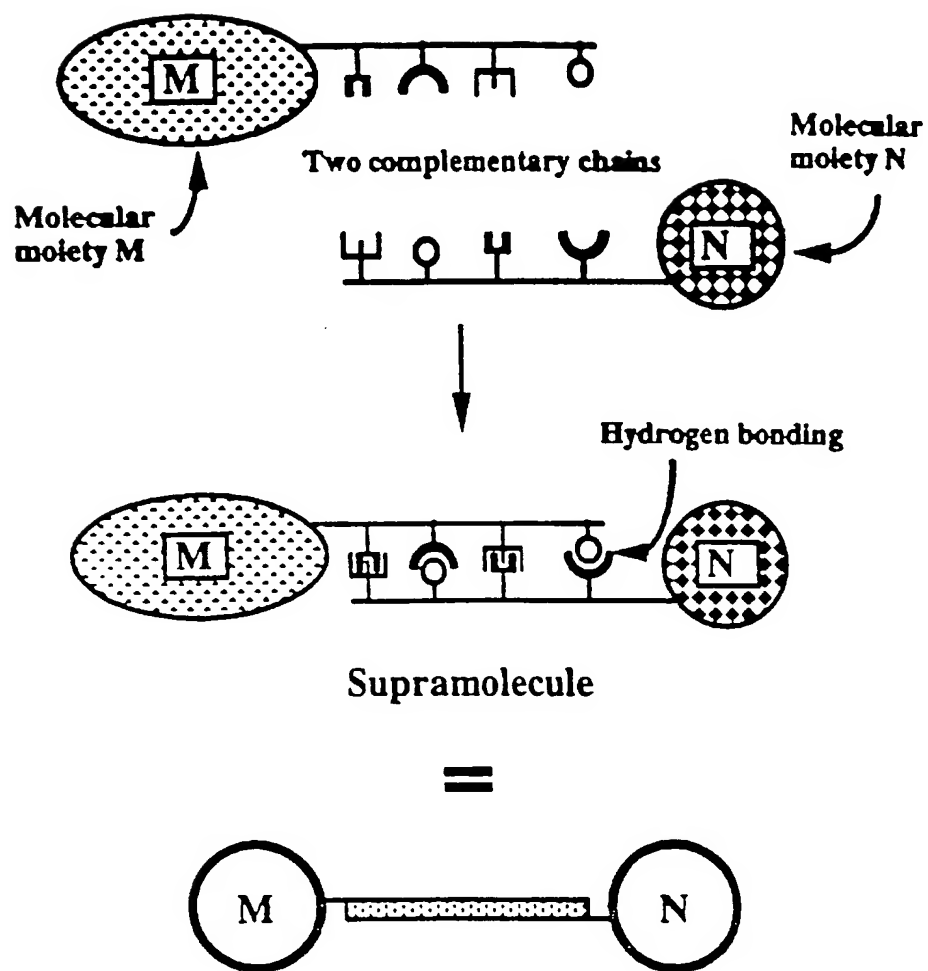 M
Two complementary chains
Molecular
moiety N
Molecular
moiety M
N
Hydrogen bonding
M
N
Supramolecule
=
M
N